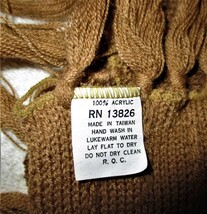 100% ACRYLIC
RN 13826
MADE IN TAIWAN
HAND WASH IN
LUKEWARM WATER
LAY FLAT TO DRY
DO NOT DRY CLEAN
R.O.C.